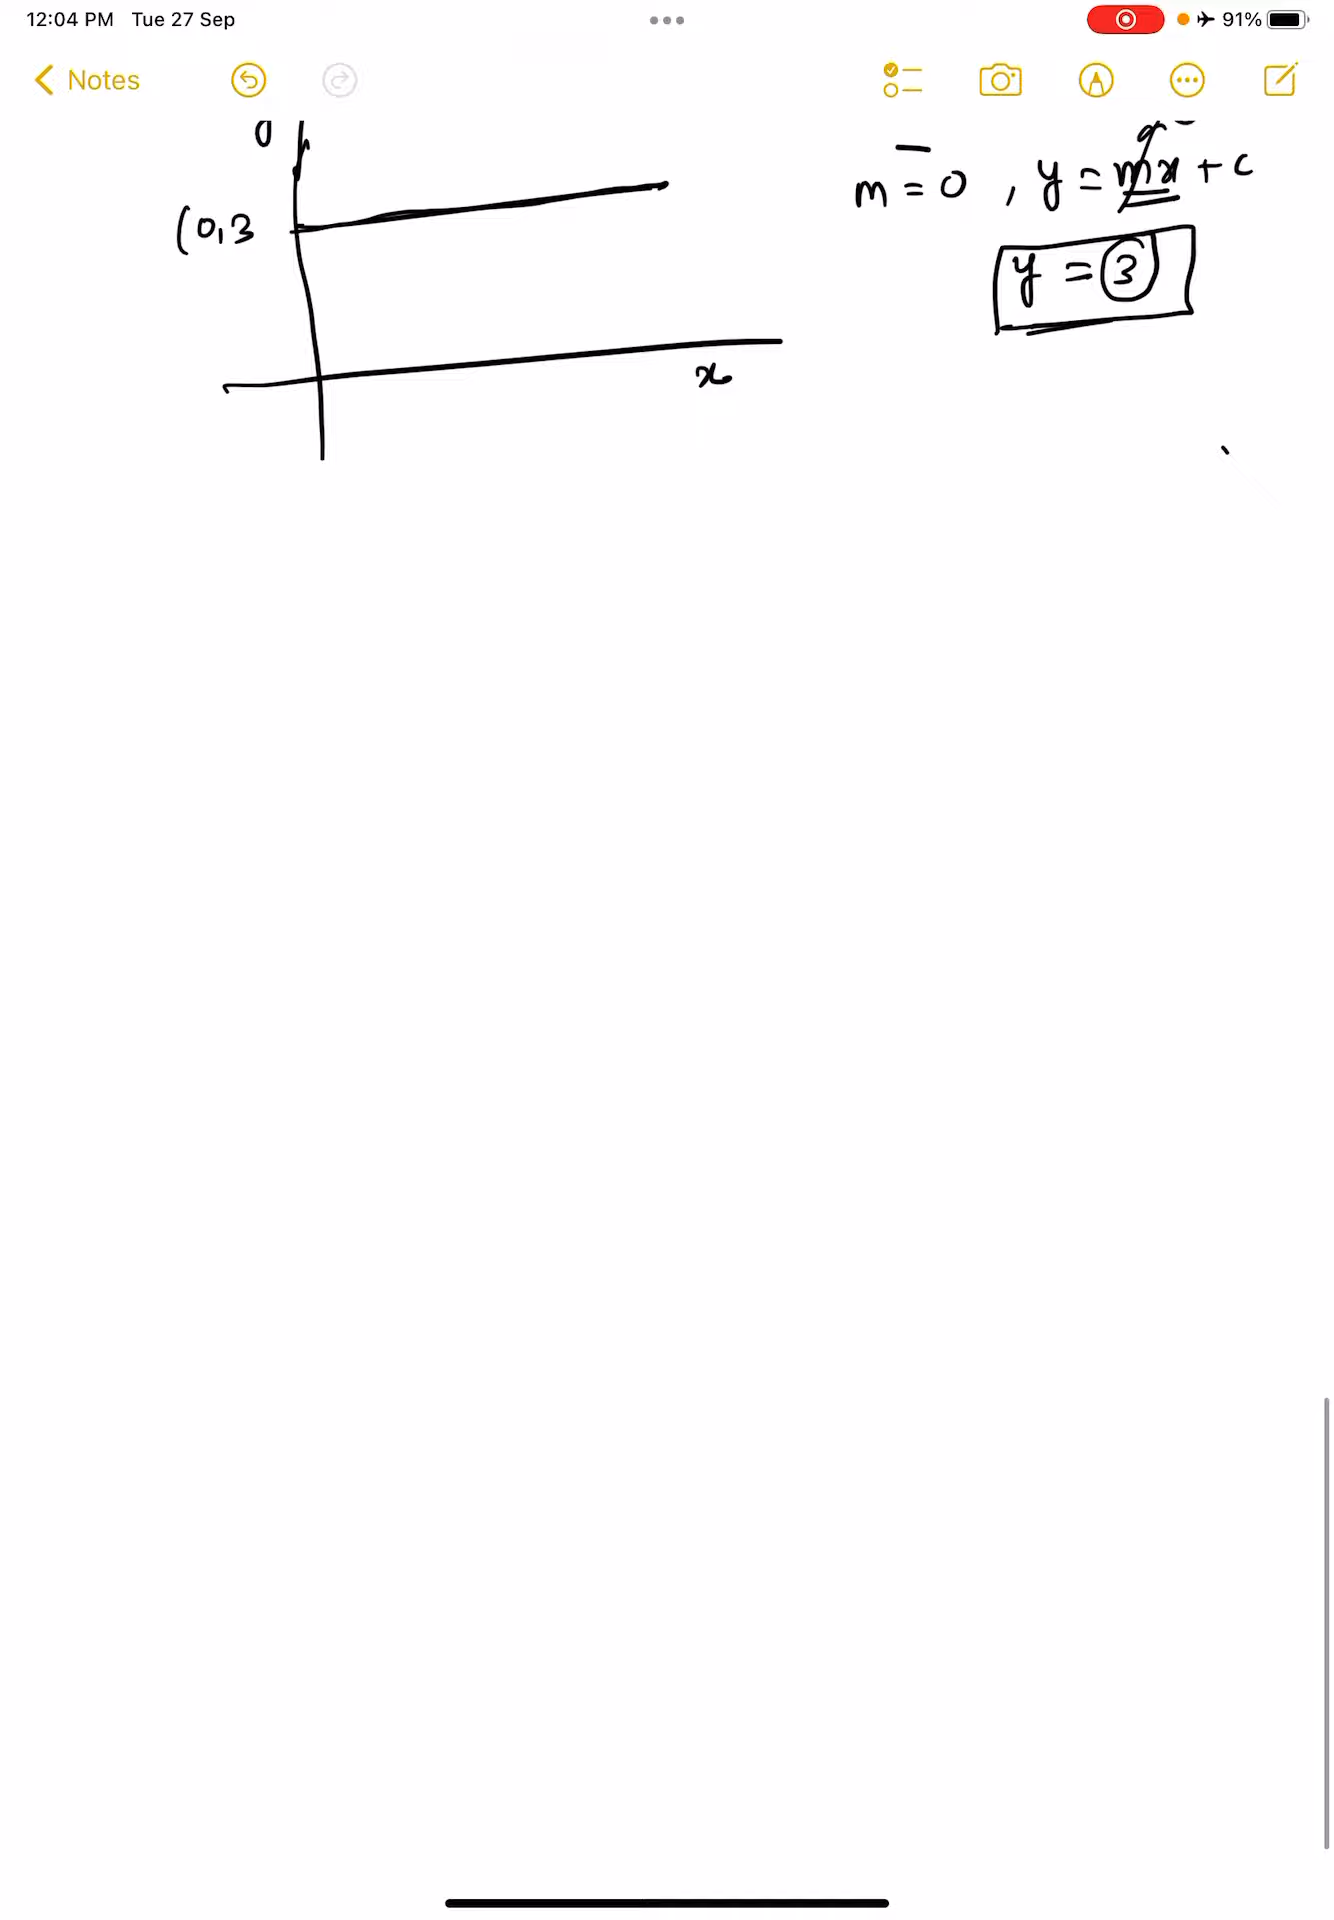 12:04 PM Tue 27 Sep
91%
Notes
m = 0 , y = mx + c
(0,3
y = 3
x